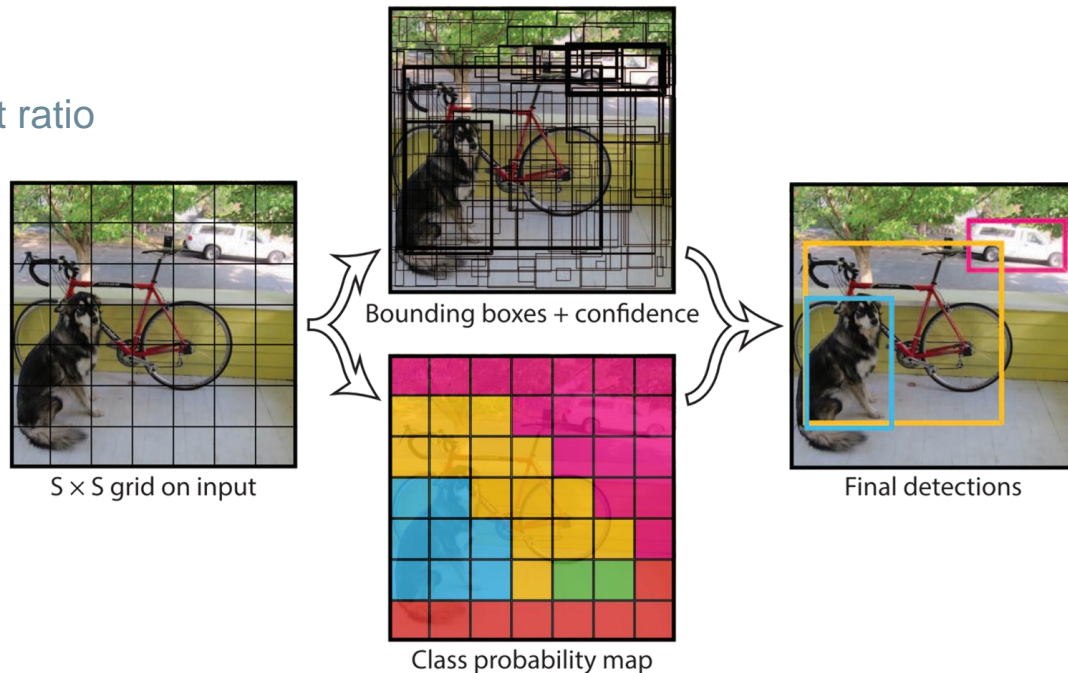 t ratio
Bounding boxes + confidence
S × S grid on input
Final detections
Class probability map